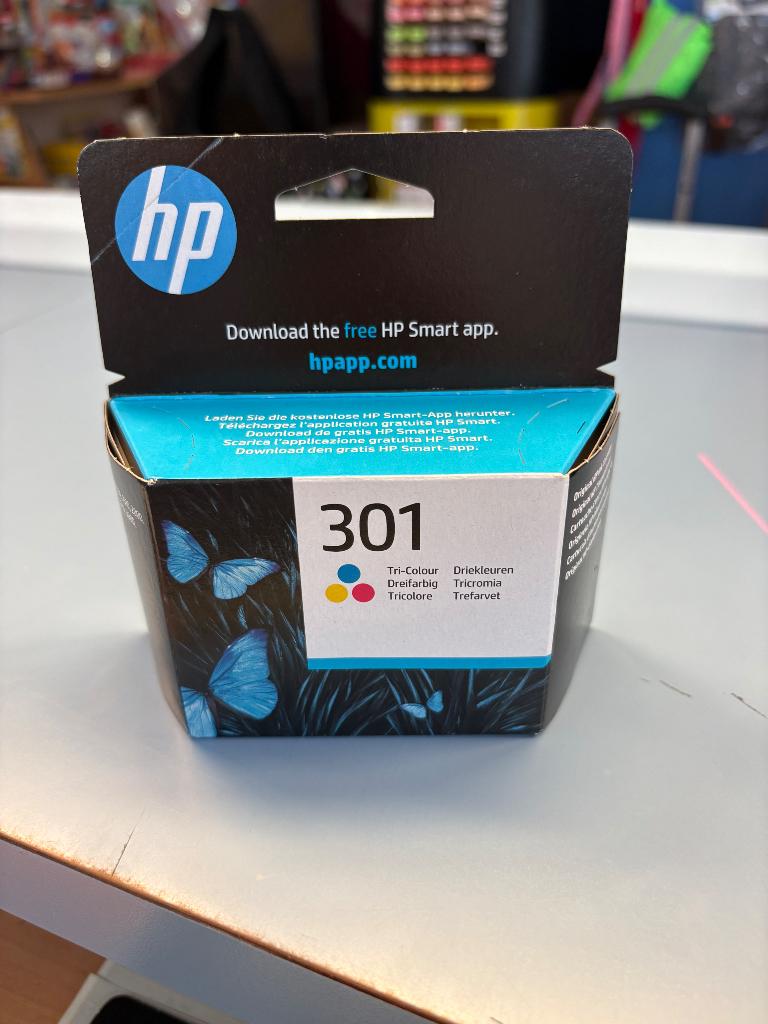 hp
Download the free HP Smart app.
hpapp.com
Laden Sie die kostenlose HP Smart-App herunter.
Téléchargez l'application gratuite HP Smart.
Download de gratis HP Smart-app.
Scarica l'applicazione gratuita HP Smart.
Download den gratis HP Smart-app.
301
Tri-Colour Driekleuren
Dreifarbig Tricromia
Tricolore Trefarvet